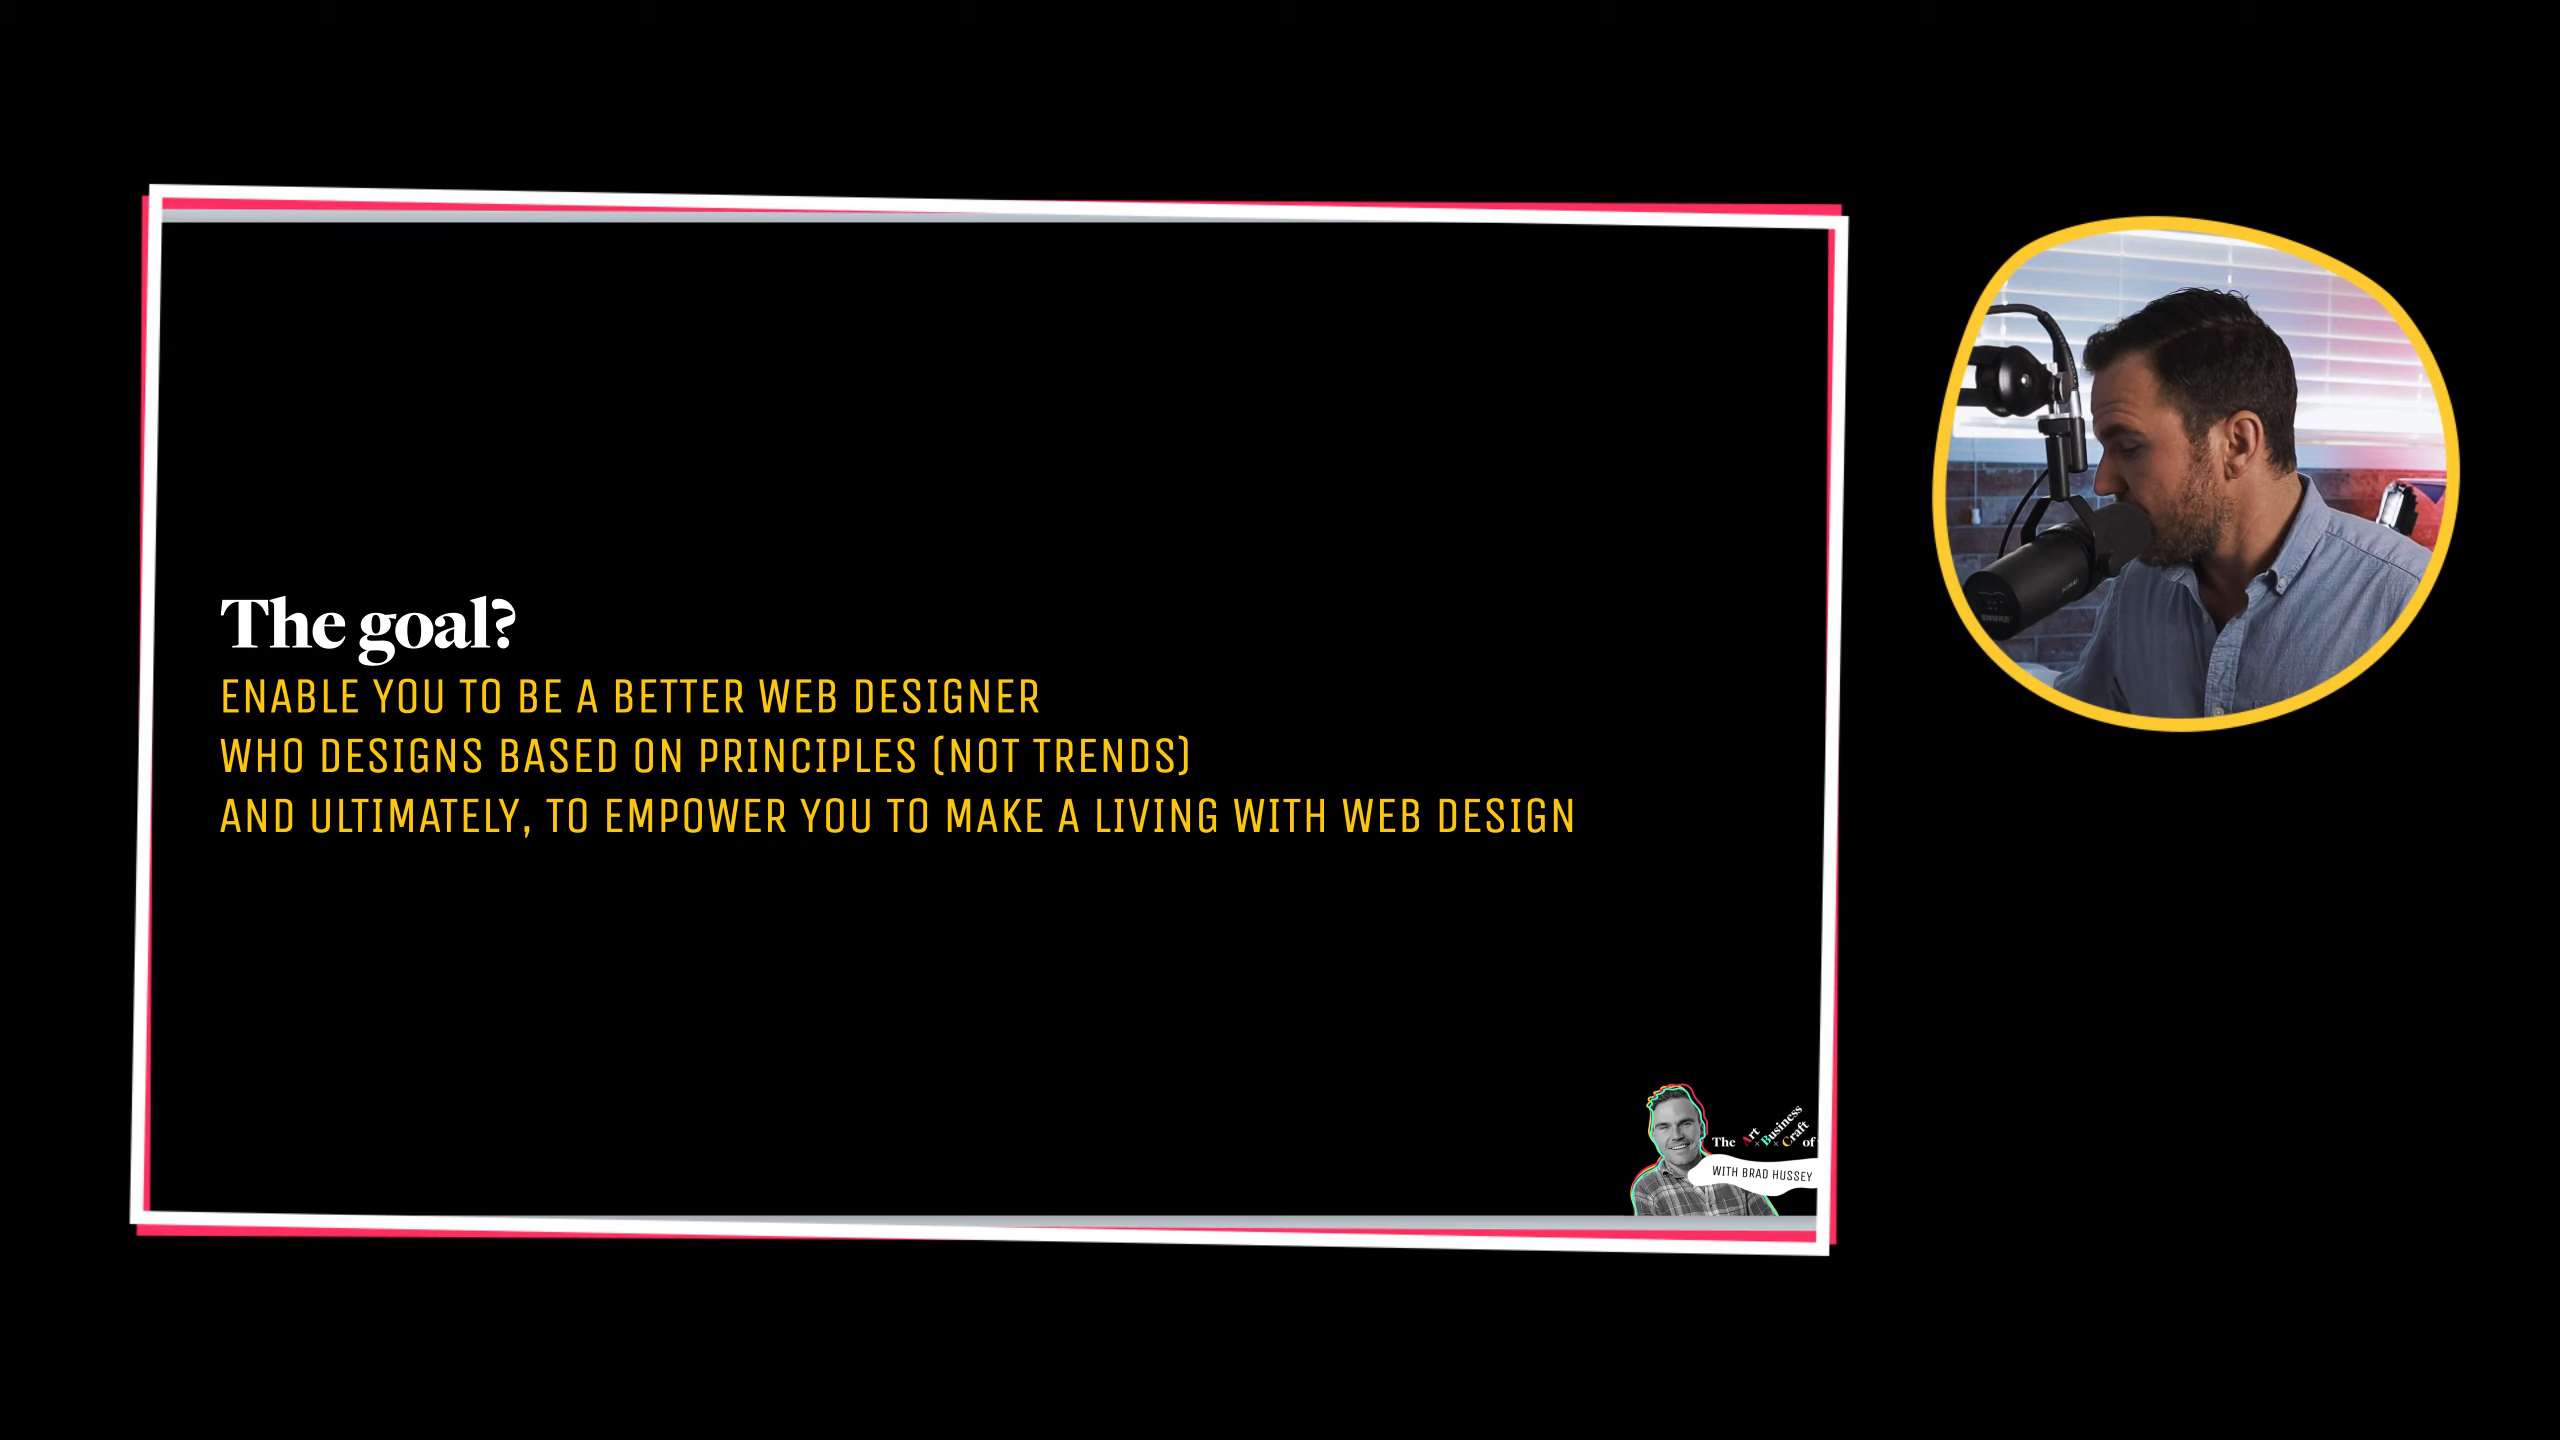 The goal?
ENABLE YOU TO BE A BETTER WEB DESIGNER
WHO DESIGNS BASED ON PRINCIPLES (NOT TRENDS)
AND ULTIMATELY, TO EMPOWER YOU TO MAKE A LIVING WITH WEB DESIGN
The Art × Business × Craft of
WITH BRAD HUSSEY
SHURE